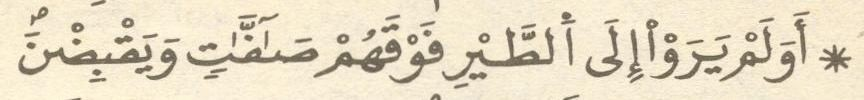 * أَوَلَمْ يَرَوْا۟ إِلَى ٱلطَّيْرِ فَوْقَهُمْ صَـٰٓفَّـٰتٍ وَيَقْبِضْنَ ۚ